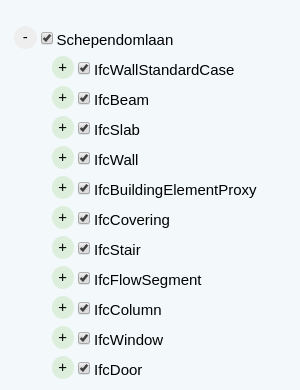 - Schependomlaan
+ IfcWallStandardCase
+ IfcBeam
+ IfcSlab
+ IfcWall
+ IfcBuildingElementProxy
+ IfcCovering
+ IfcStair
+ IfcFlowSegment
+ IfcColumn
+ IfcWindow
+ IfcDoor